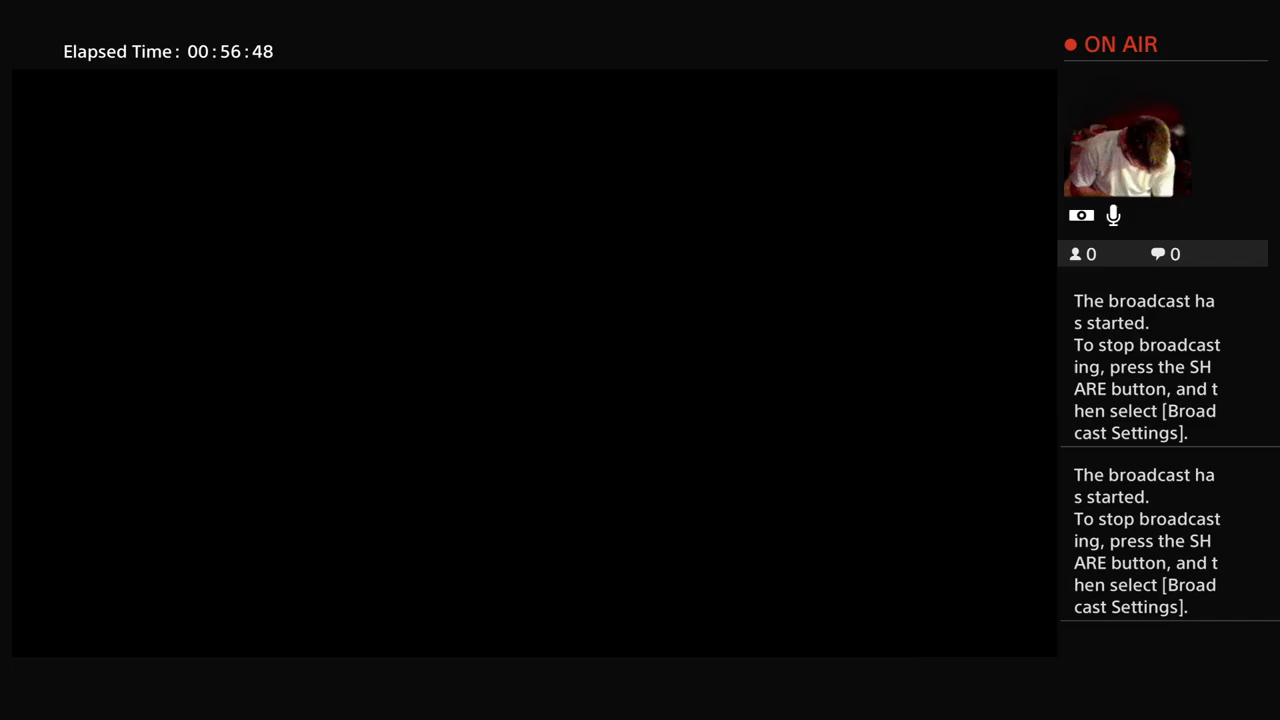 Elapsed Time: 00:56:48
ON AIR
0 0
The broadcast ha
s started.
To stop broadcast
ing, press the SH
ARE button, and t
hen select [Broad
cast Settings].
The broadcast ha
s started.
To stop broadcast
ing, press the SH
ARE button, and t
hen select [Broad
cast Settings].